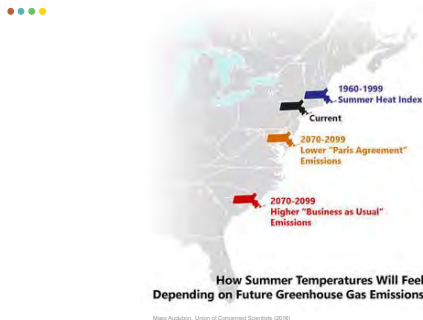 1960-1999
Summer Heat Index
Current
2070-2099
Lower "Paris Agreement"
Emissions
2070-2099
Higher "Business as Usual"
Emissions
How Summer Temperatures Will Feel
Depending on Future Greenhouse Gas Emissions
Mass Audubon, Union of Concerned Scientists (2016)